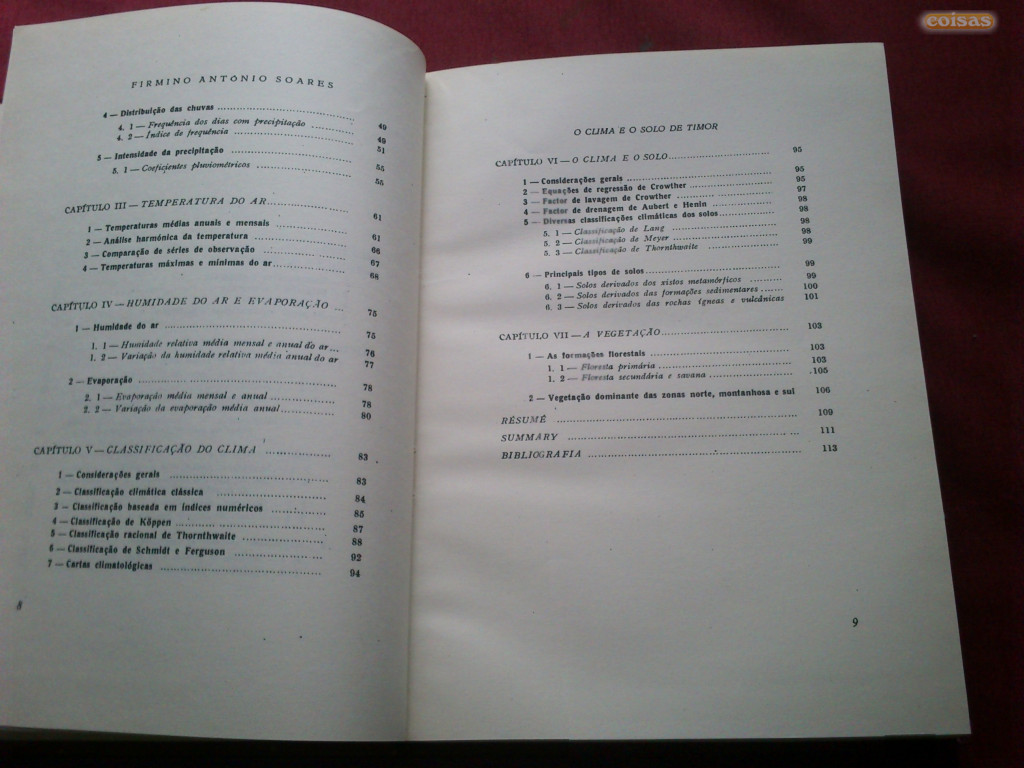 FIRMINO ANTÓNIO SOARES
4 — Distribuição das chuvas ........ 49
4. 1 — Frequência dos dias com precipitação ........ 49
4. 2 — Índice de frequência ........ 51
5 — Intensidade da precipitação ........ 55
5. 1 — Coeficientes pluviométricos ........ 55
CAPÍTULO III — TEMPERATURA DO AR ........ 61
1 — Temperaturas médias anuais e mensais ........ 61
2 — Análise harmónica da temperatura ........ 66
3 — Comparação de séries de observação ........ 67
4 — Temperaturas máximas e mínimas do ar ........ 68
CAPÍTULO IV — HUMIDADE DO AR E EVAPORAÇÃO ... 75
1 — Humidade do ar ........ 75
1. 1 — Humidade relativa média mensal e anual do ar ... 76
1. 2 — Variação da humidade relativa média anual do ar 77
2 — Evaporação ........ 78
2. 1 — Evaporação média mensal e anual ........ 78
2. 2 — Variação da evaporação média anual ........ 80
CAPÍTULO V — CLASSIFICAÇÃO DO CLIMA ........ 83
1 — Considerações gerais ........ 83
2 — Classificação climática clássica ........ 84
3 — Classificação baseada em índices numéricos ........ 85
4 — Classificação de Köppen ........ 87
5 — Classificação racional de Thornthwaite ........ 88
6 — Classificação de Schmidt e Ferguson ........ 92
7 — Cartas climatológicas ........ 94
8
O CLIMA E O SOLO DE TIMOR
CAPÍTULO VI — O CLIMA E O SOLO ........ 95
1 — Considerações gerais ........ 95
2 — Equações de regressão de Crowther ........ 95
3 — Factor de lavagem de Crowther ........ 97
4 — Factor de drenagem de Aubert e Henin ........ 98
5 — Diversas classificações climáticas dos solos ........ 98
5. 1 — Classificação de Lang ........ 98
5. 2 — Classificação de Meyer ........ 98
5. 3 — Classificação de Thornthwaite ........ 99
6 — Principais tipos de solos ........ 99
6. 1 — Solos derivados dos xistos metamórficos ........ 99
6. 2 — Solos derivados das formações sedimentares ........ 100
6. 3 — Solos derivados das rochas ígneas e vulcânicas 101
CAPÍTULO VII — A VEGETAÇÃO ........ 103
1 — As formações florestais ........ 103
1. 1 — Floresta primária ........ 103
1. 2 — Floresta secundária e savana ........ 105
2 — Vegetação dominante das zonas norte, montanhosa e sul 106
RÉSUMÉ ........ 109
SUMMARY ........ 111
BIBLIOGRAFIA ........ 113
9
coisas